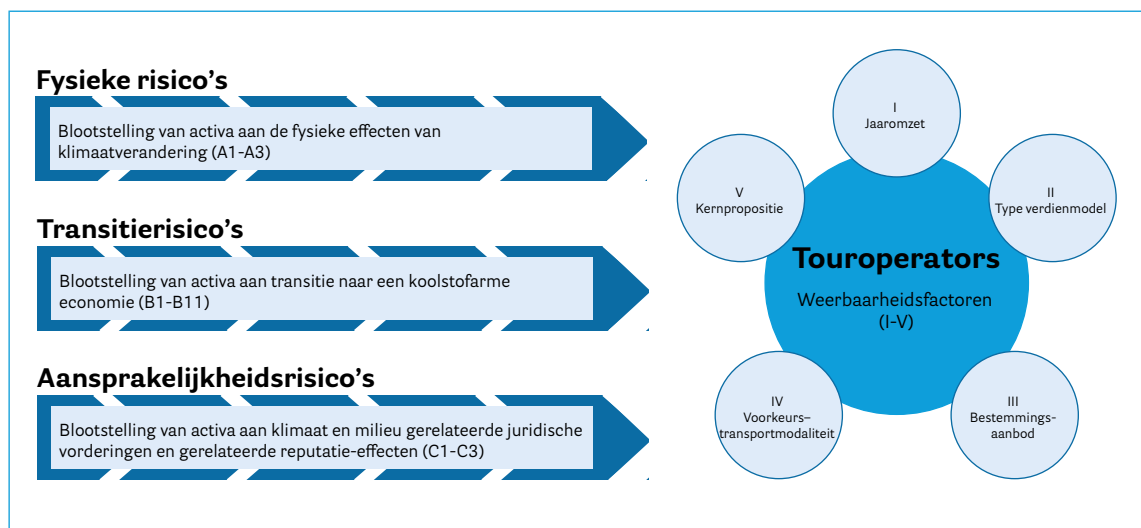 Fysieke risico’s
Blootstelling van activa aan de fysieke effecten van
klimaatverandering (A1-A3)
Transitierisico’s
Blootstelling van activa aan transitie naar een koolstofarme
economie (B1-B11)
Aansprakelijkheidsrisico’s
Blootstelling van activa aan klimaat en milieu gerelateerde juridische
vorderingen en gerelateerde reputatie-effecten (C1-C3)
I
Jaaromzet
II
Type verdienmodel
III
Bestemmings-
aanbod
IV
Voorkeurs–
transportmodaliteit
V
Kernpropositie
Touroperators
Weerbaarheidsfactoren
(I-V)